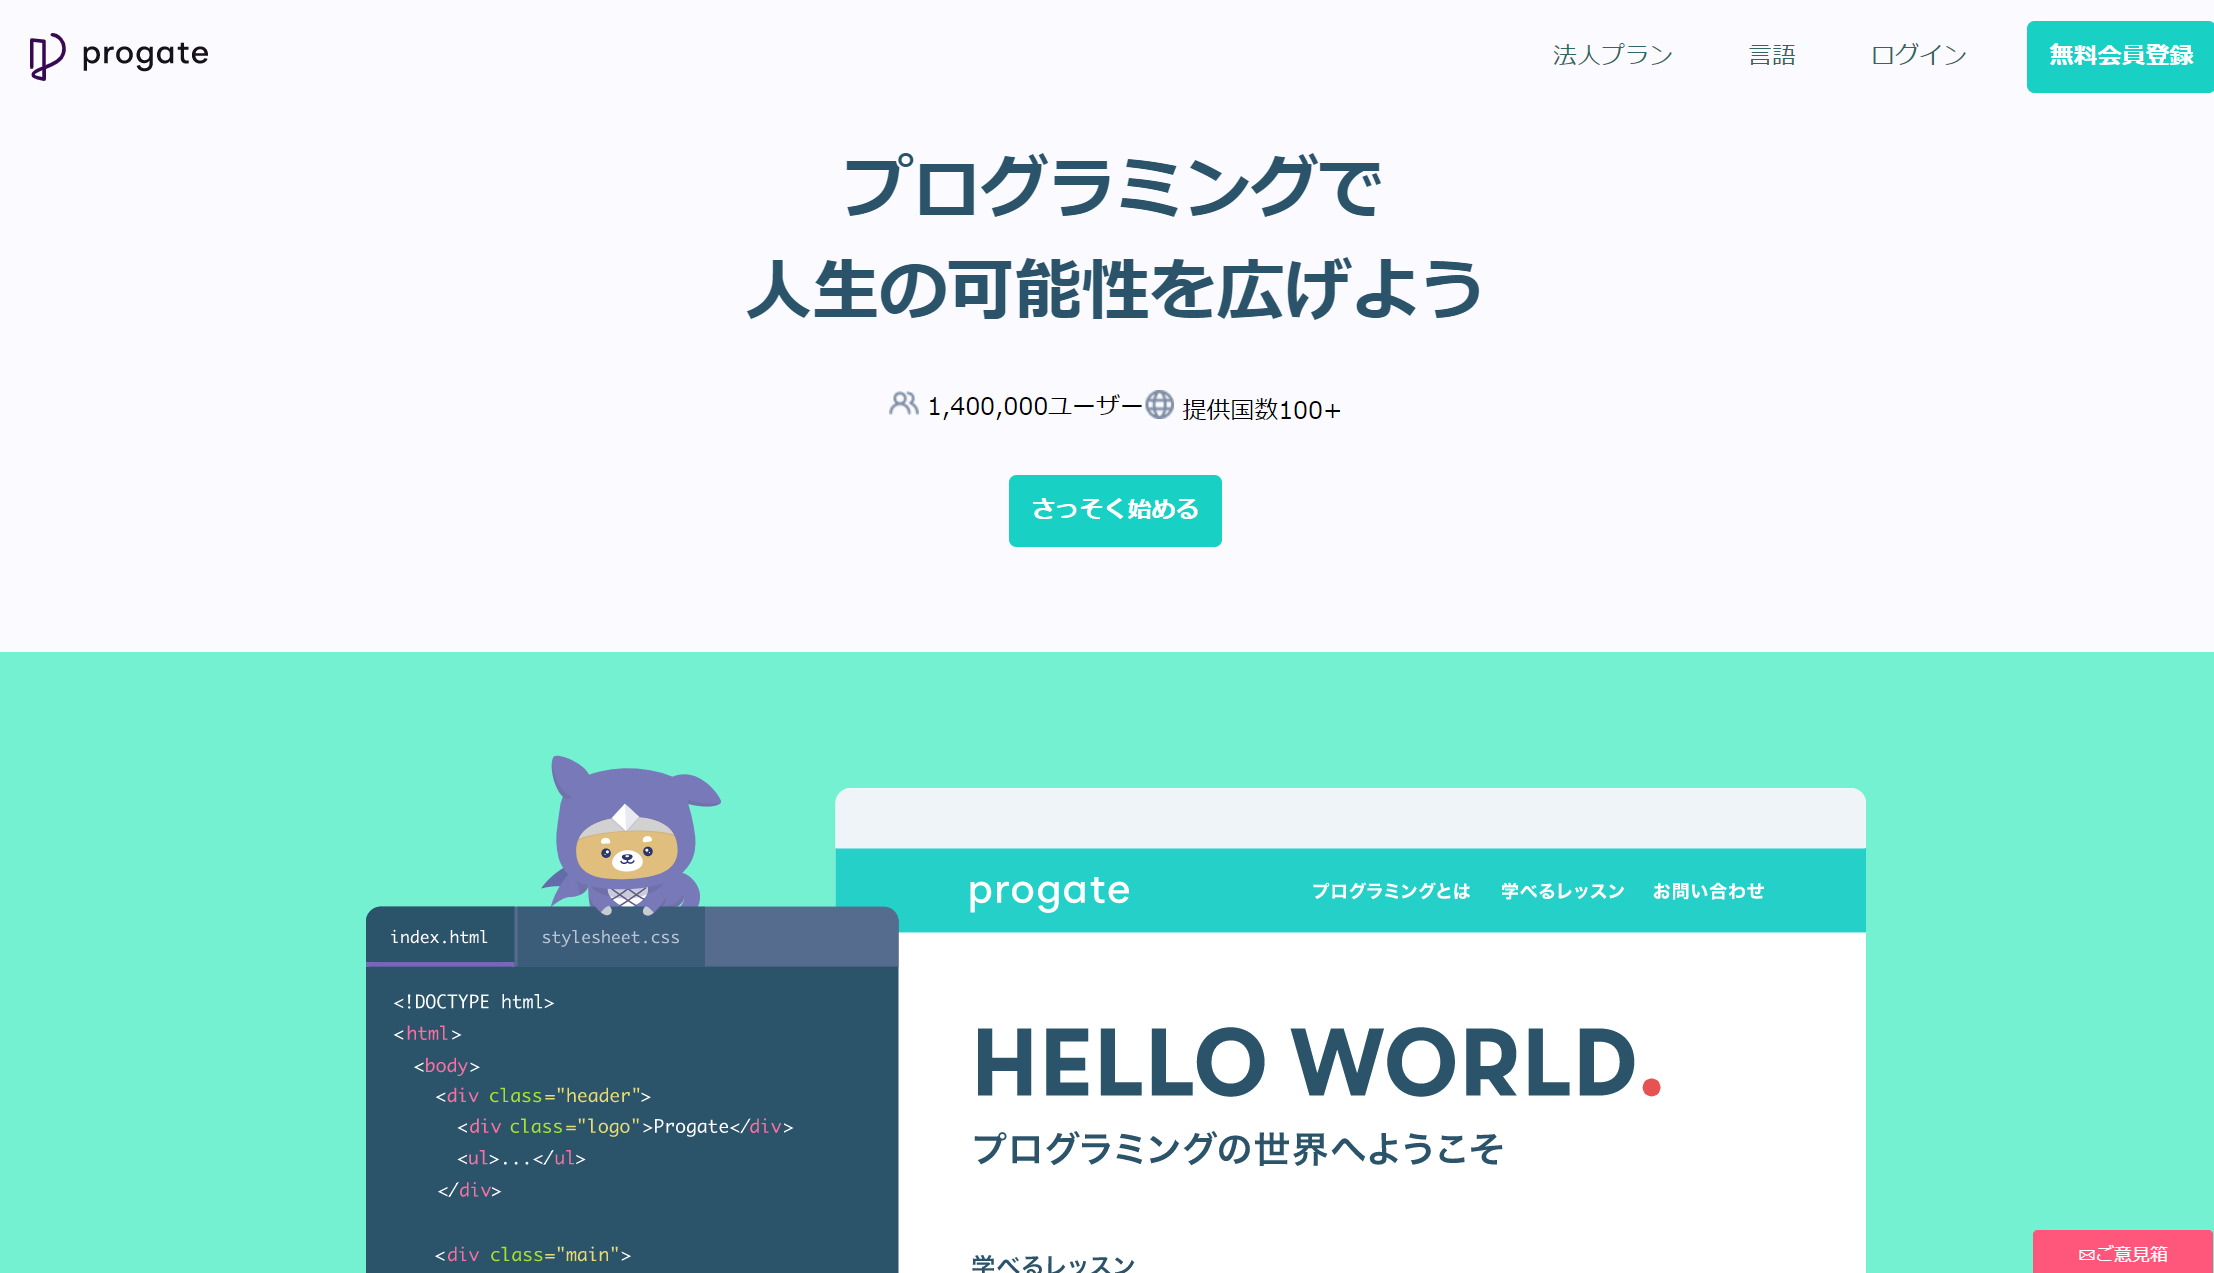 progate
法人プラン 言語 ログイン 無料会員登録
プログラミングで
人生の可能性を広げよう
1,400,000ユーザー 提供国数100+
さっそく始める
progate プログラミングとは 学べるレッスン お問い合わせ
index.html stylesheet.css
<!DOCTYPE html>
<html>
<body>
<div class="header">
<div class="logo">Progate</div>
<ul>...</ul>
</div>
<div class="main">
HELLO WORLD.
プログラミングの世界へようこそ
学べるレッスン
ご意見箱